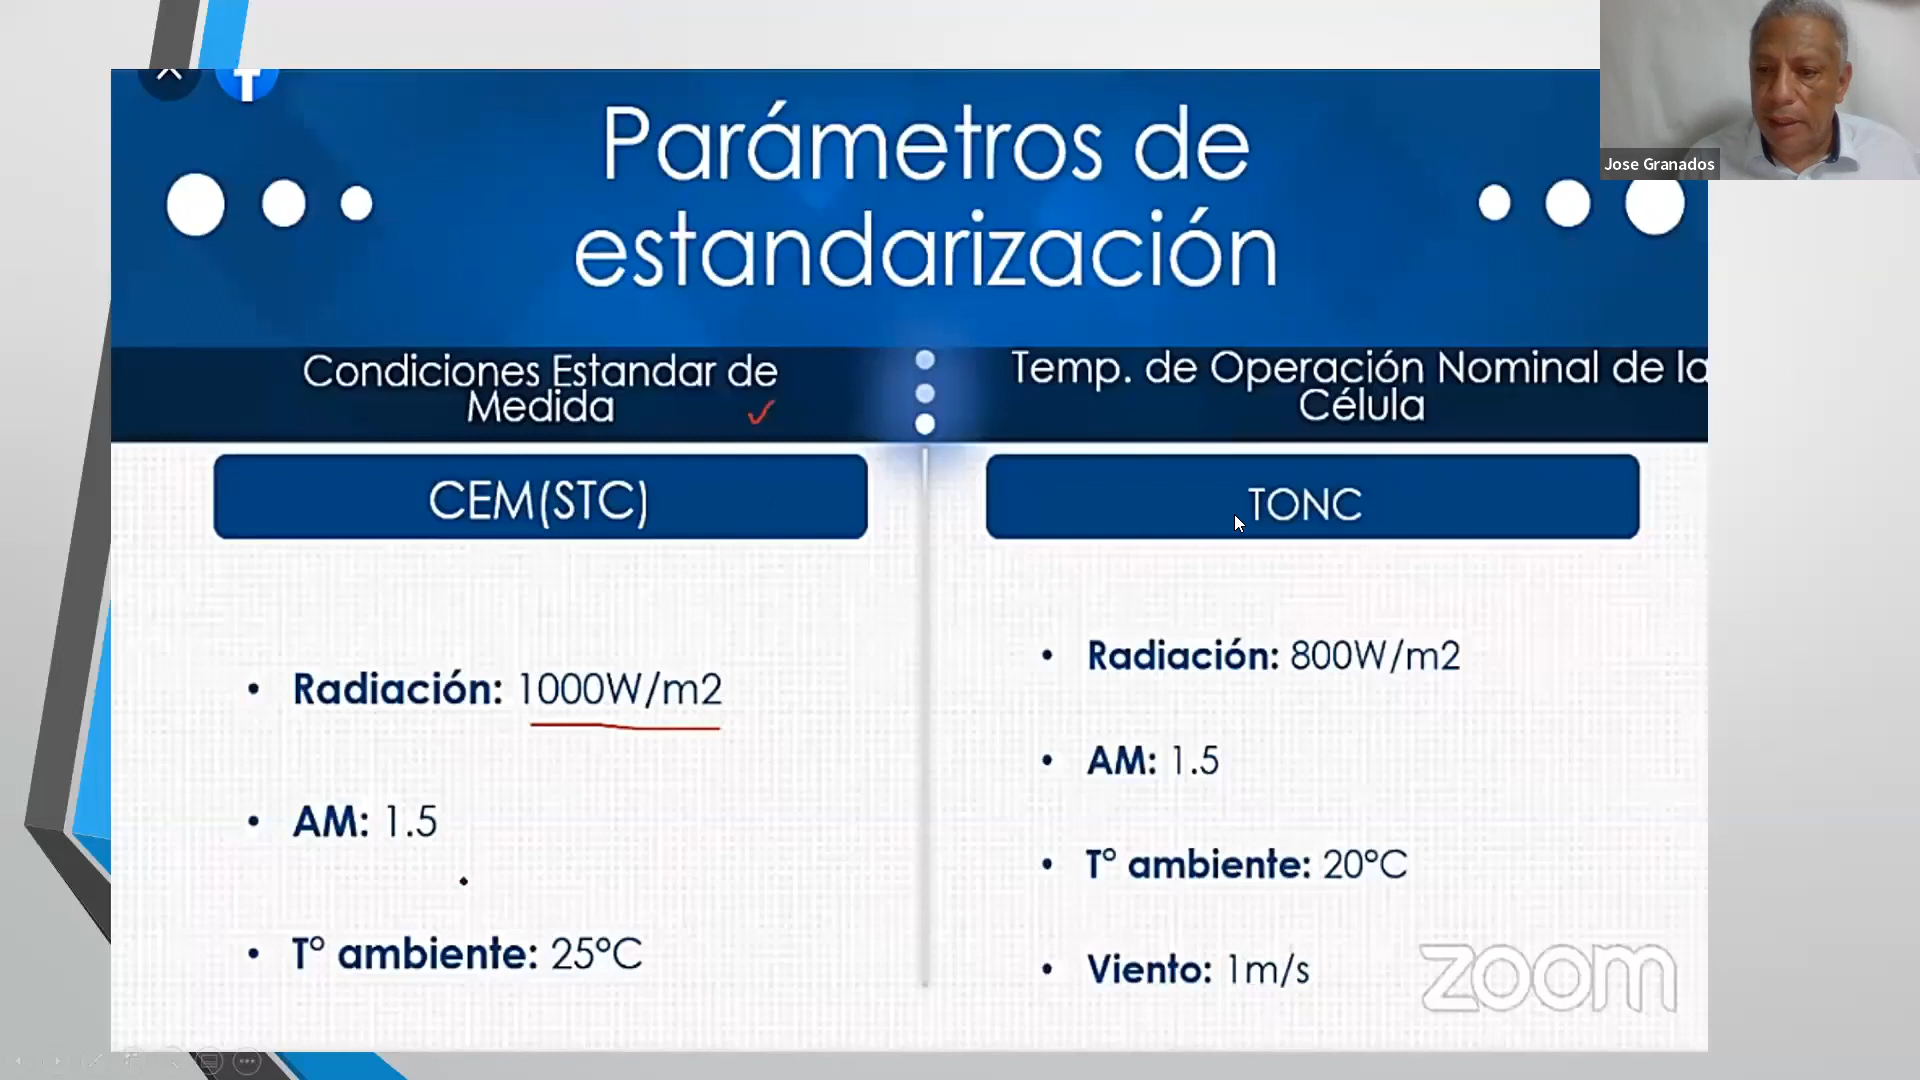 Jose Granados
Parámetros de
estandarización
Condiciones Estandar de
Medida
Temp. de Operación Nominal de la
Célula
CEM(STC)
TONC
• Radiación: 1000W/m2
• AM: 1.5
• T° ambiente: 25°C
• Radiación: 800W/m2
• AM: 1.5
• T° ambiente: 20°C
• Viento: 1m/s
zoom